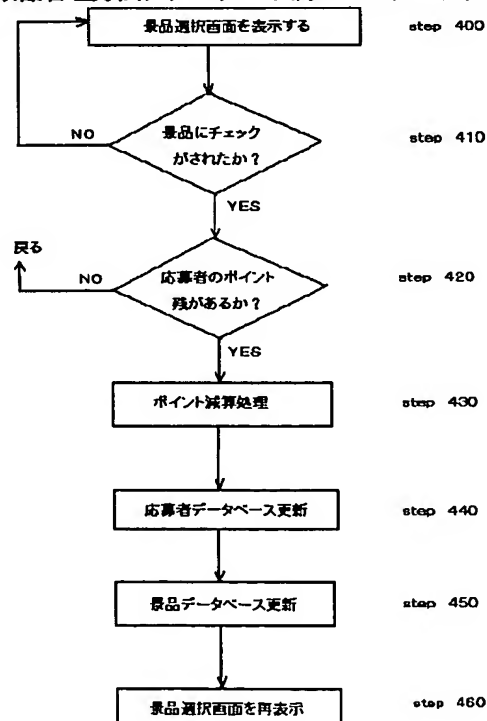 景品選択画面を表示する step 400
NO
景品にチェック
がされたか？
step 410
YES
戻る
NO
応募者のポイント
残があるか？
step 420
YES
ポイント減算処理 step 430
応募者データベース更新 step 440
景品データベース更新 step 450
景品選択画面を再表示 step 460